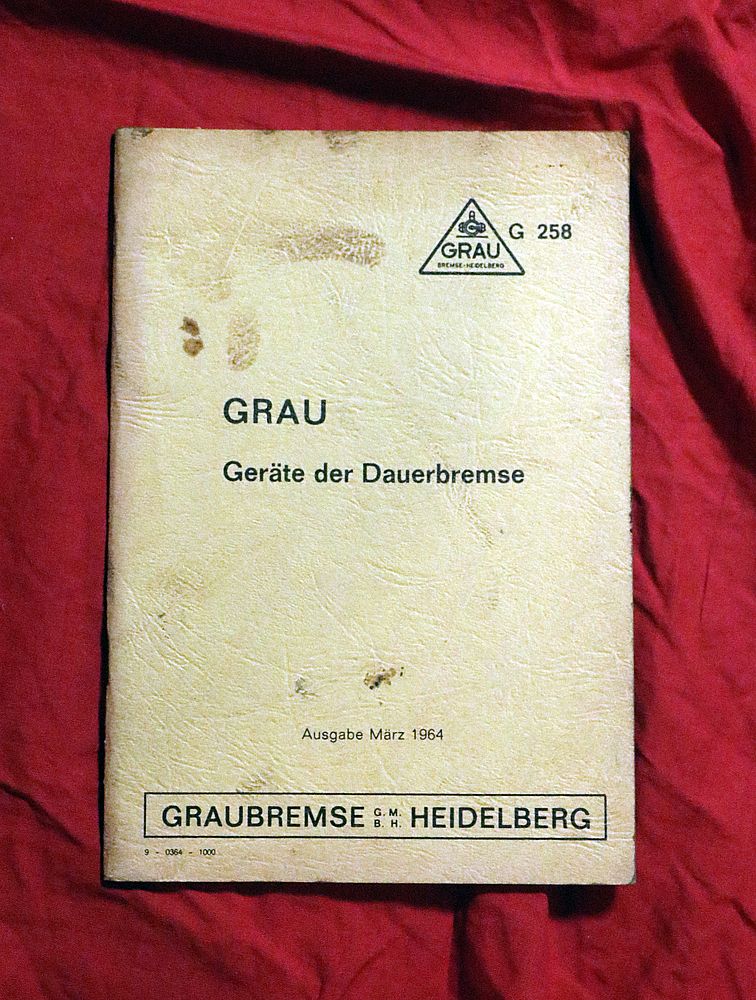 G 258
GRAU
BREMSE-HEIDELBERG
GRAU
Geräte der Dauerbremse
Ausgabe März 1964
GRAUBREMSE G. M. B. H. HEIDELBERG
9 - 0364 - 1000